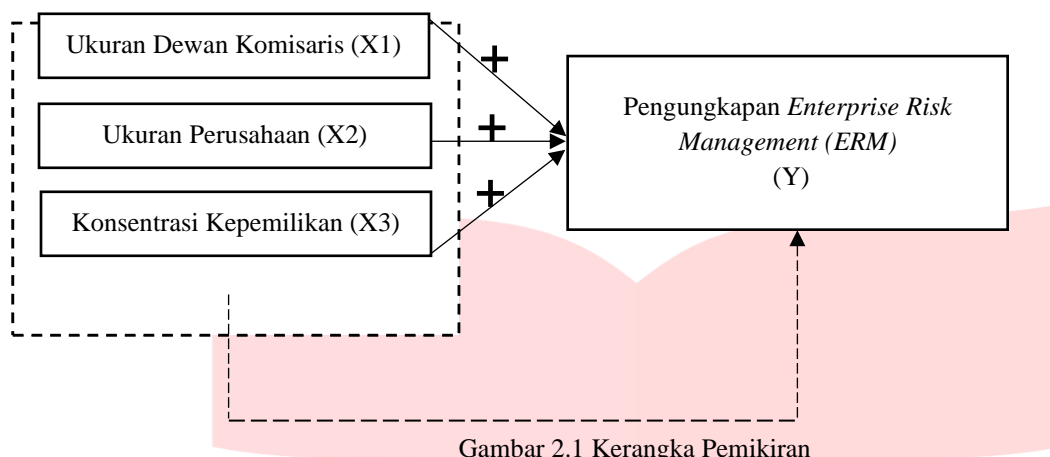 Ukuran Dewan Komisaris (X1)
+
Ukuran Perusahaan (X2)
+
Konsentrasi Kepemilikan (X3)
+
Pengungkapan Enterprise Risk
Management (ERM)
(Y)
Gambar 2.1 Kerangka Pemikiran